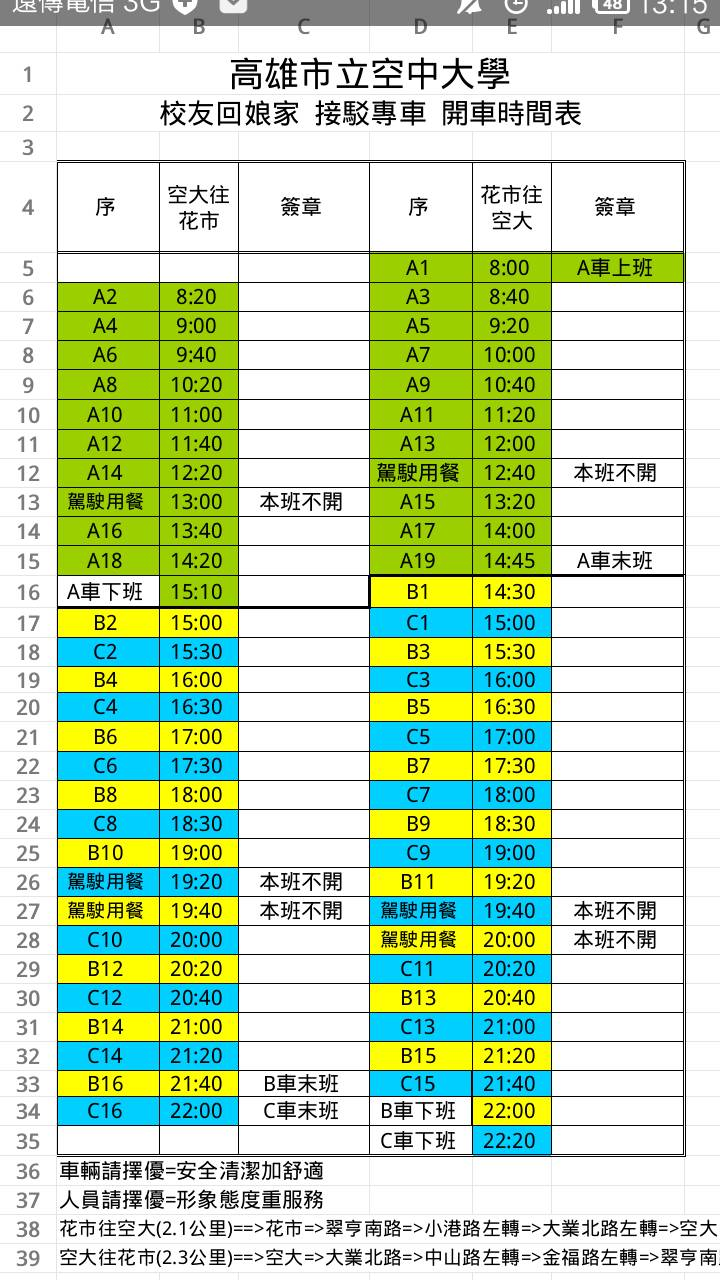 遠傳電信 3G 48 13:15
A B C D E F G
1 高雄市立空中大學
2 校友回娘家 接駁專車 開車時間表
3
4 序 空大往花市 簽章 序 花市往空大 簽章
5 A1 8:00 A車上班
6 A2 8:20 A3 8:40
7 A4 9:00 A5 9:20
8 A6 9:40 A7 10:00
9 A8 10:20 A9 10:40
10 A10 11:00 A11 11:20
11 A12 11:40 A13 12:00
12 A14 12:20 駕駛用餐 12:40 本班不開
13 駕駛用餐 13:00 本班不開 A15 13:20
14 A16 13:40 A17 14:00
15 A18 14:20 A19 14:45 A車末班
16 A車下班 15:10 B1 14:30
17 B2 15:00 C1 15:00
18 C2 15:30 B3 15:30
19 B4 16:00 C3 16:00
20 C4 16:30 B5 16:30
21 B6 17:00 C5 17:00
22 C6 17:30 B7 17:30
23 B8 18:00 C7 18:00
24 C8 18:30 B9 18:30
25 B10 19:00 C9 19:00
26 駕駛用餐 19:20 本班不開 B11 19:20
27 駕駛用餐 19:40 本班不開 駕駛用餐 19:40 本班不開
28 C10 20:00 駕駛用餐 20:00 本班不開
29 B12 20:20 C11 20:20
30 C12 20:40 B13 20:40
31 B14 21:00 C13 21:00
32 C14 21:20 B15 21:20
33 B16 21:40 B車末班 C15 21:40
34 C16 22:00 C車末班 B車下班 22:00
35 C車下班 22:20
36 車輛請擇優=安全清潔加舒適
37 人員請擇優=形象態度重服務
38 花市往空大(2.1公里)==>花市=>翠亨南路=>小港路左轉=>大業北路左轉=>空大
39 空大往花市(2.3公里)==>空大=>大業北路=>中山路左轉=>金福路左轉=>翠亨南